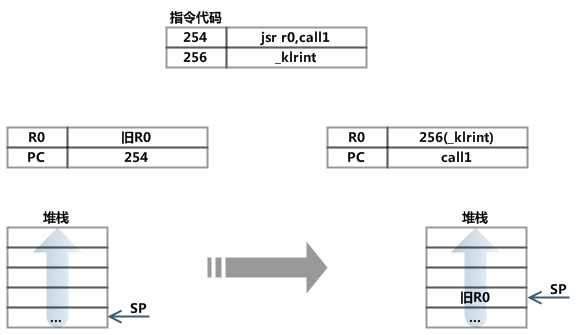 指令代码
254 jsr r0,call1
256 _klrint
R0 旧R0
PC 254
R0 256(_klrint)
PC call1
堆栈
... SP
堆栈
旧R0 SP
...